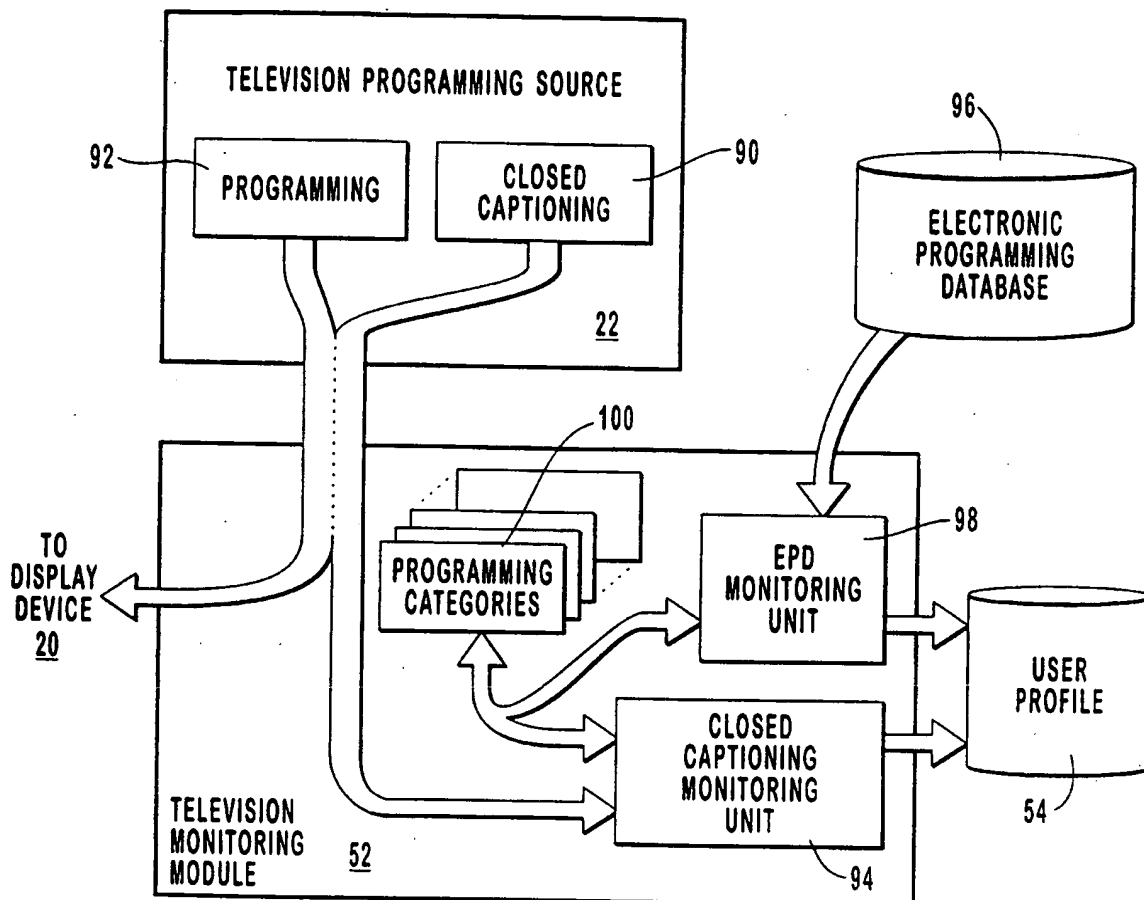 TELEVISION PROGRAMMING SOURCE
92
PROGRAMMING
CLOSED
CAPTIONING
90
22
96
ELECTRONIC
PROGRAMMING
DATABASE
100
PROGRAMMING
CATEGORIES
98
EPD
MONITORING
UNIT
TO
DISPLAY
DEVICE
20
USER
PROFILE
54
CLOSED
CAPTIONING
MONITORING
UNIT
94
TELEVISION
MONITORING
MODULE
52